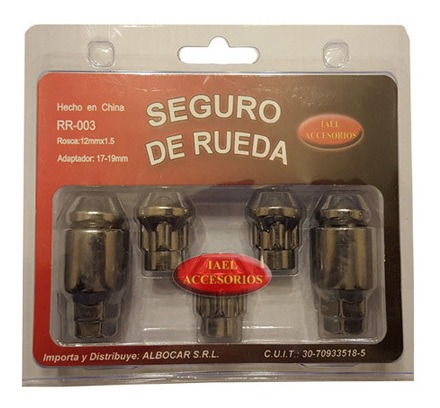 Hecho en China
RR-003
Rosca:12mmx1.5
Adaptador: 17-19mm
SEGURO
DE RUEDA
IAEL
ACCESORIOS
IAEL
ACCESORIOS
Importa y Distribuye: ALBOCAR S.R.L.
C.U.I.T.: 30-70933518-5